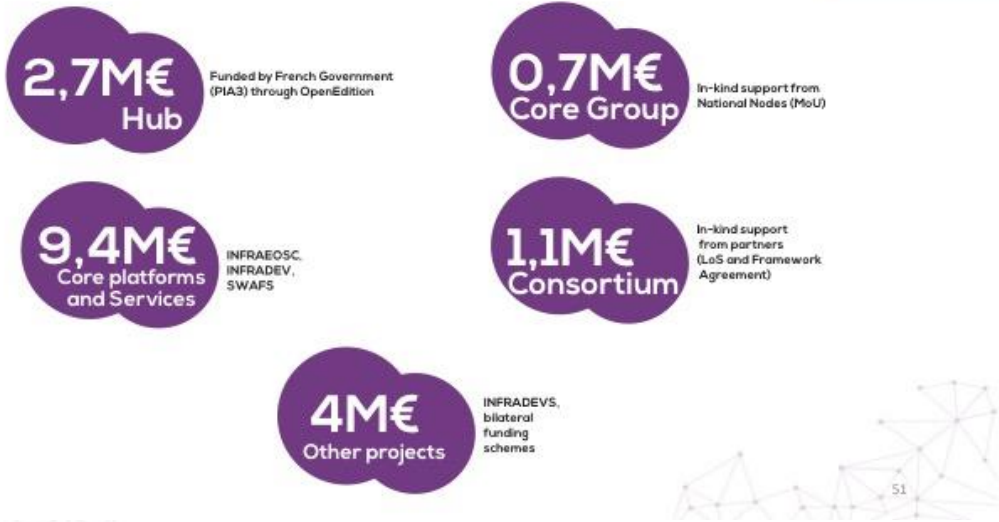 2,7M€
Hub
Funded by French Government
(PIA3) through OpenEdition
0,7M€
Core Group
In-kind support from
National Nodes (MoU)
9,4M€
Core platforms
and Services
INFRAEOSC,
INFRADEV,
SWAFS
1,1M€
Consortium
In-kind support
from partners
(LoS and Framework
Agreement)
4M€
Other projects
INFRADEVS,
bilateral
funding
schemes
51